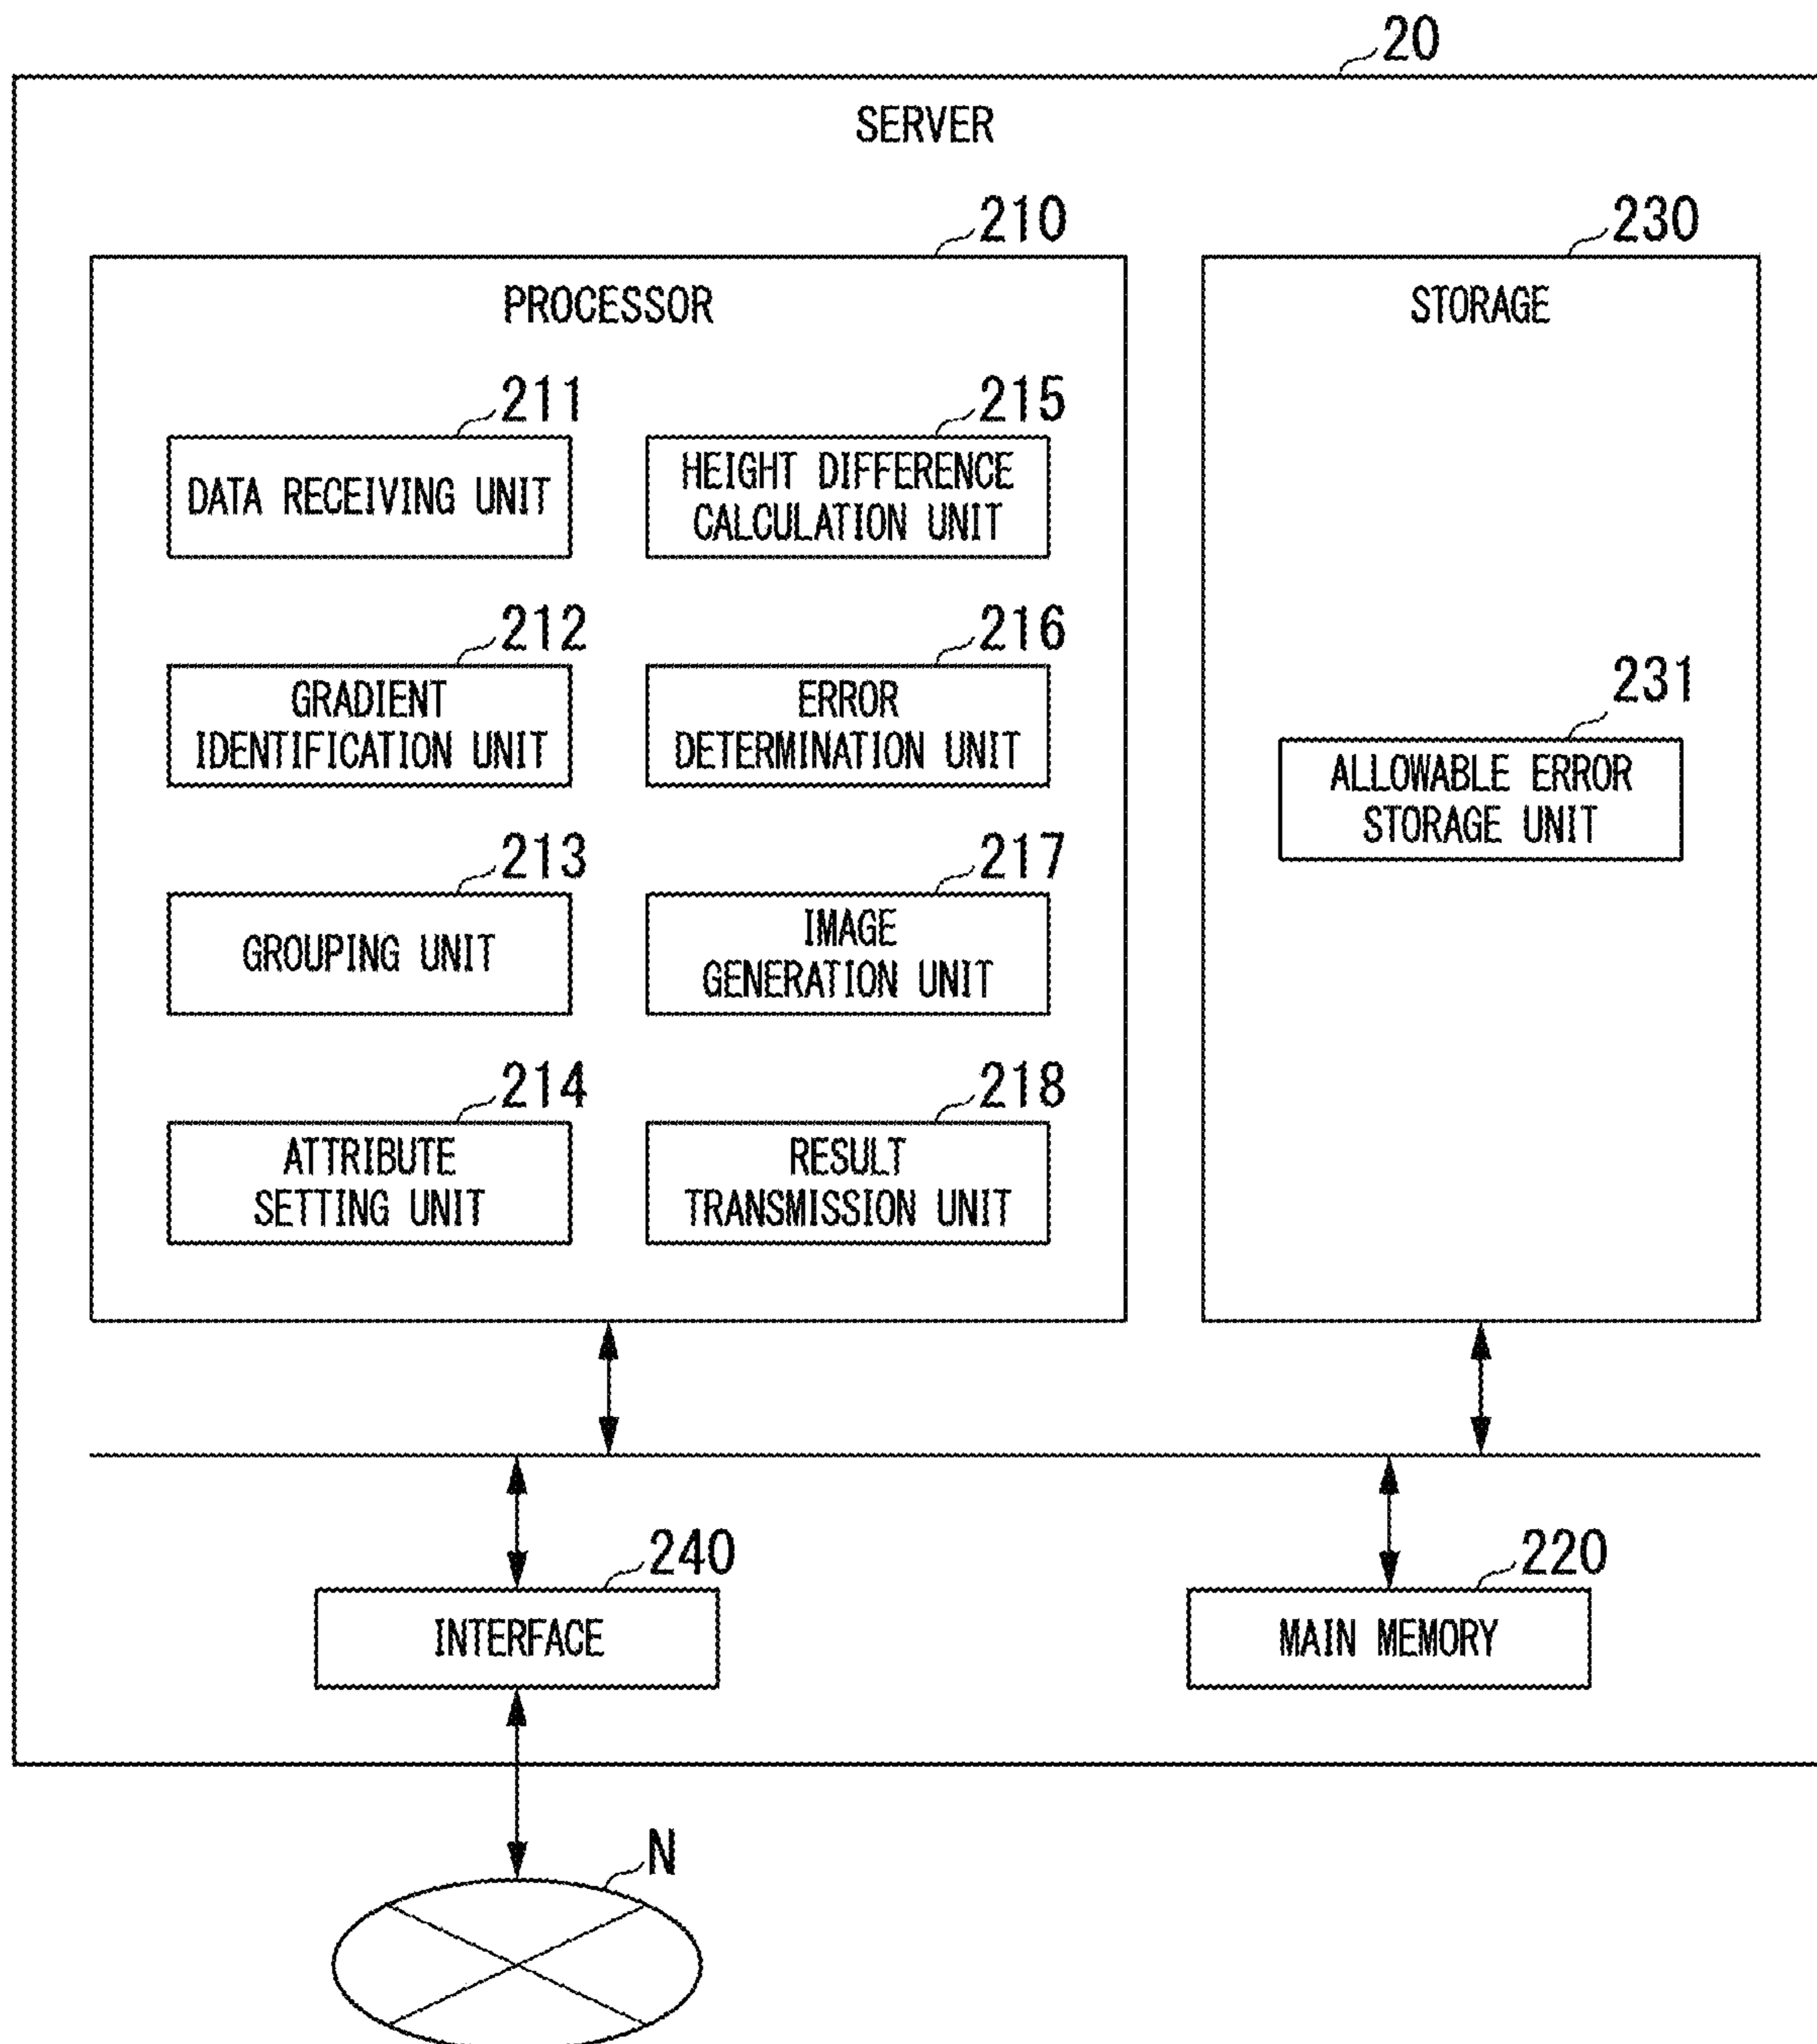 20
SERVER
210
PROCESSOR
230
STORAGE
211
DATA RECEIVING UNIT
215
HEIGHT DIFFERENCE
CALCULATION UNIT
212
GRADIENT
IDENTIFICATION UNIT
216
ERROR
DETERMINATION UNIT
231
ALLOWABLE ERROR
STORAGE UNIT
213
GROUPING UNIT
217
IMAGE
GENERATION UNIT
214
ATTRIBUTE
SETTING UNIT
218
RESULT
TRANSMISSION UNIT
240
INTERFACE
220
MAIN MEMORY
N